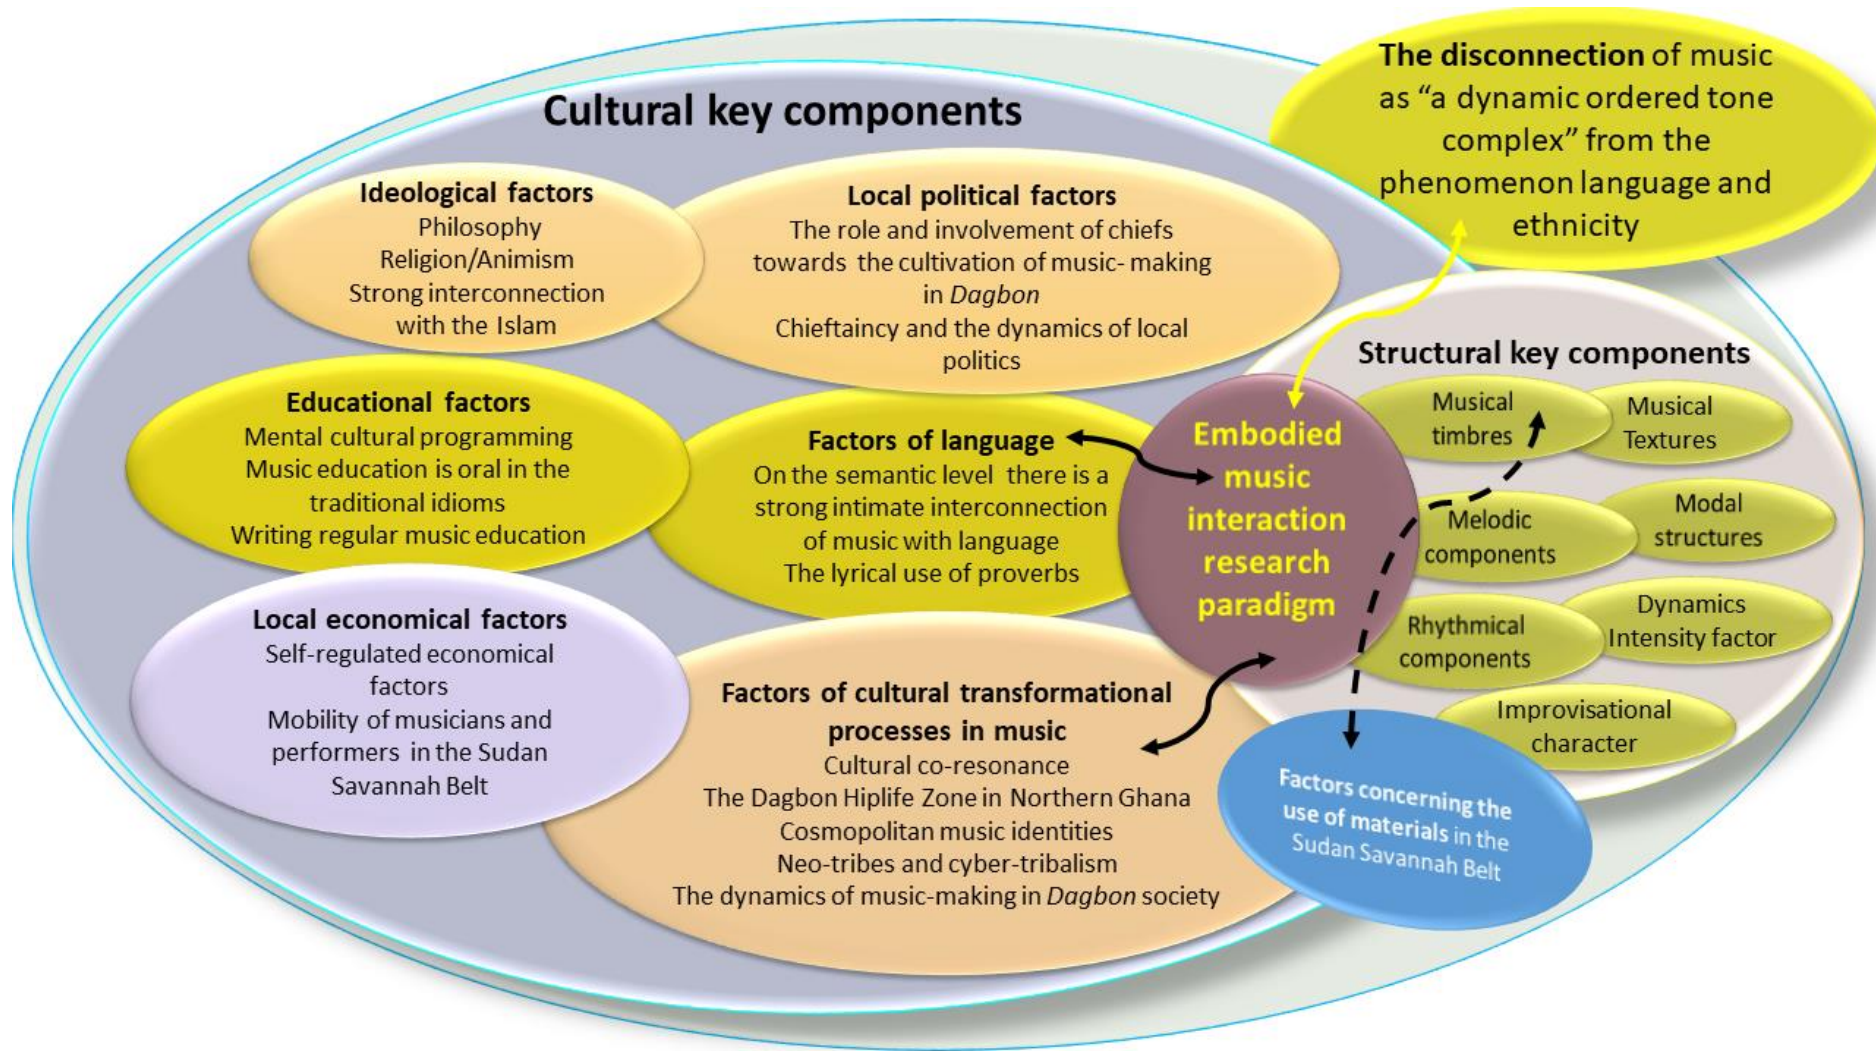 Cultural key components
The disconnection of music
as “a dynamic ordered tone
complex” from the
phenomenon language and
ethnicity
Ideological factors
Philosophy
Religion/Animism
Strong interconnection
with the Islam
Local political factors
The role and involvement of chiefs
towards the cultivation of music- making
in Dagbon
Chieftaincy and the dynamics of local
politics
Educational factors
Mental cultural programming
Music education is oral in the
traditional idioms
Writing regular music education
Factors of language
On the semantic level there is a
strong intimate interconnection
of music with language
The lyrical use of proverbs
Embodied
music
interaction
research
paradigm
Structural key components
Musical
timbres
Musical
Textures
Melodic
components
Modal
structures
Rhythmical
components
Dynamics
Intensity factor
Improvisational
character
Local economical factors
Self-regulated economical
factors
Mobility of musicians and
performers in the Sudan
Savannah Belt
Factors of cultural transformational
processes in music
Cultural co-resonance
The Dagbon Hiplife Zone in Northern Ghana
Cosmopolitan music identities
Neo-tribes and cyber-tribalism
The dynamics of music-making in Dagbon society
Factors concerning the
use of materials in the
Sudan Savannah Belt